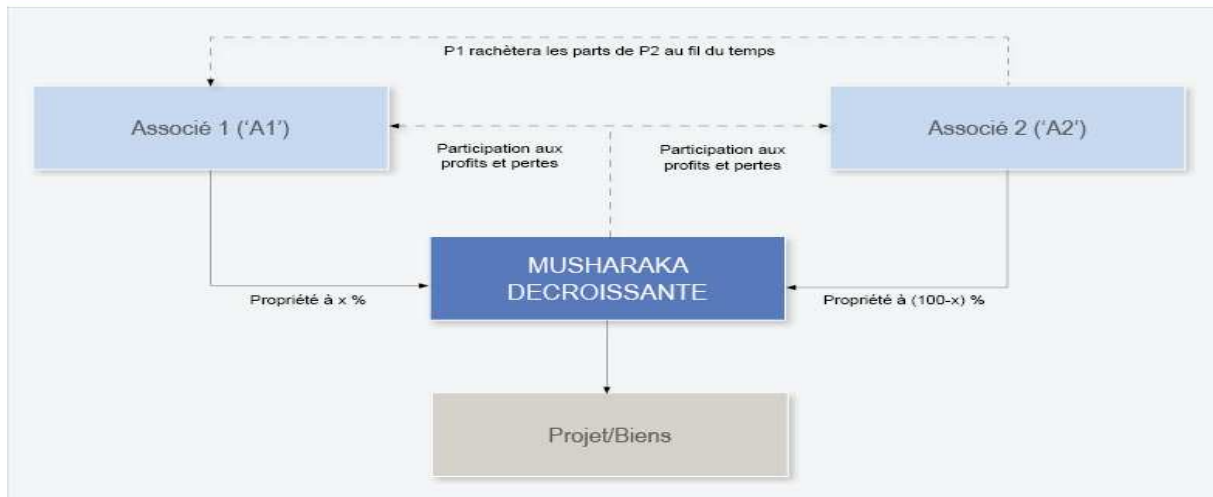 P1 rachètera les parts de P2 au fil du temps
Associé 1 (‘A1’)
Associé 2 (‘A2’)
Participation aux
profits et pertes
Participation aux
profits et pertes
MUSHARAKA
DECROISSANTE
Propriété à x %
Propriété à (100-x) %
Projet/Biens